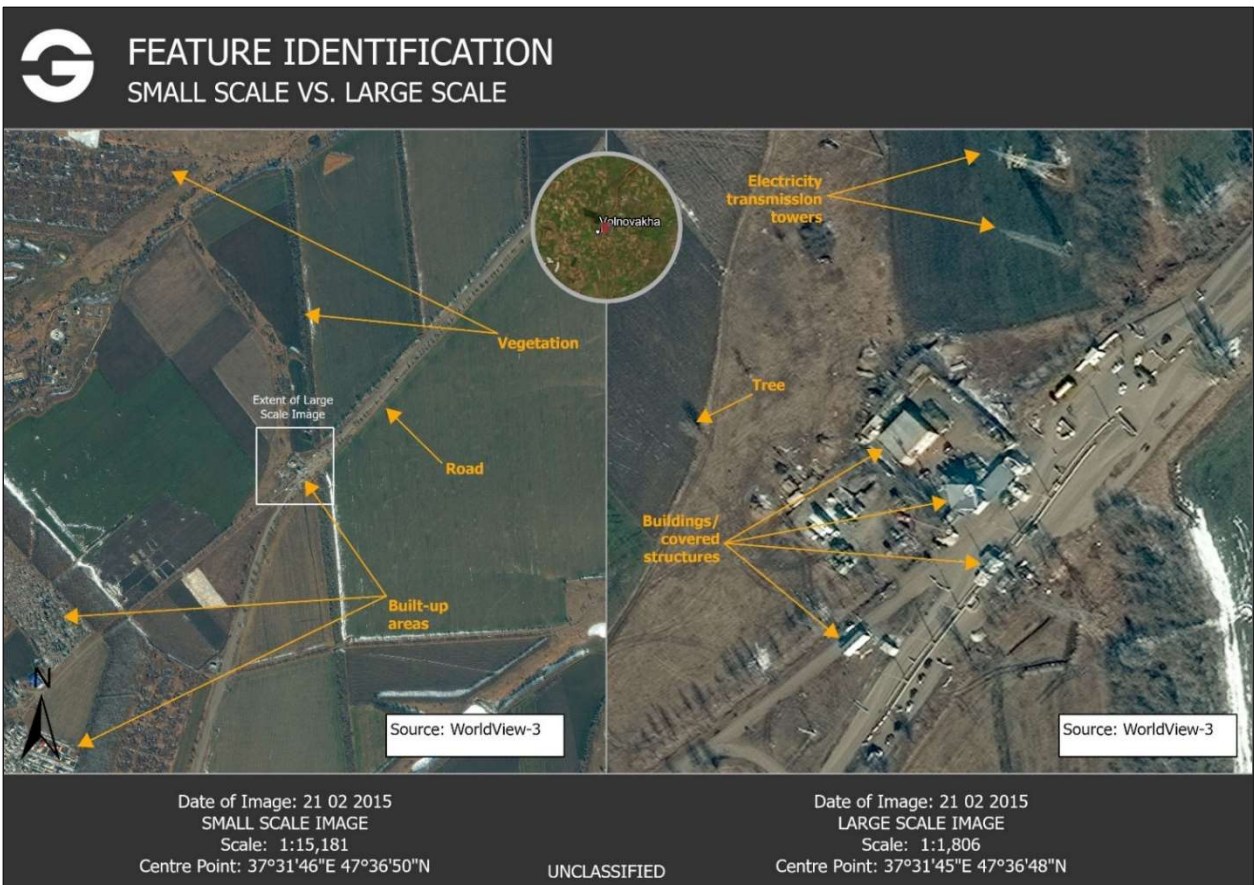 FEATURE IDENTIFICATION
SMALL SCALE VS. LARGE SCALE
Volnovakha
Vegetation
Extent of Large
Scale Image
Road
Built-up
areas
N
Source: WorldView-3
Electricity
transmission
towers
Tree
Buildings/
covered
structures
Source: WorldView-3
Date of Image: 21 02 2015
SMALL SCALE IMAGE
Scale: 1:15,181
Centre Point: 37°31'46"E 47°36'50"N
UNCLASSIFIED
Date of Image: 21 02 2015
LARGE SCALE IMAGE
Scale: 1:1,806
Centre Point: 37°31'45"E 47°36'48"N